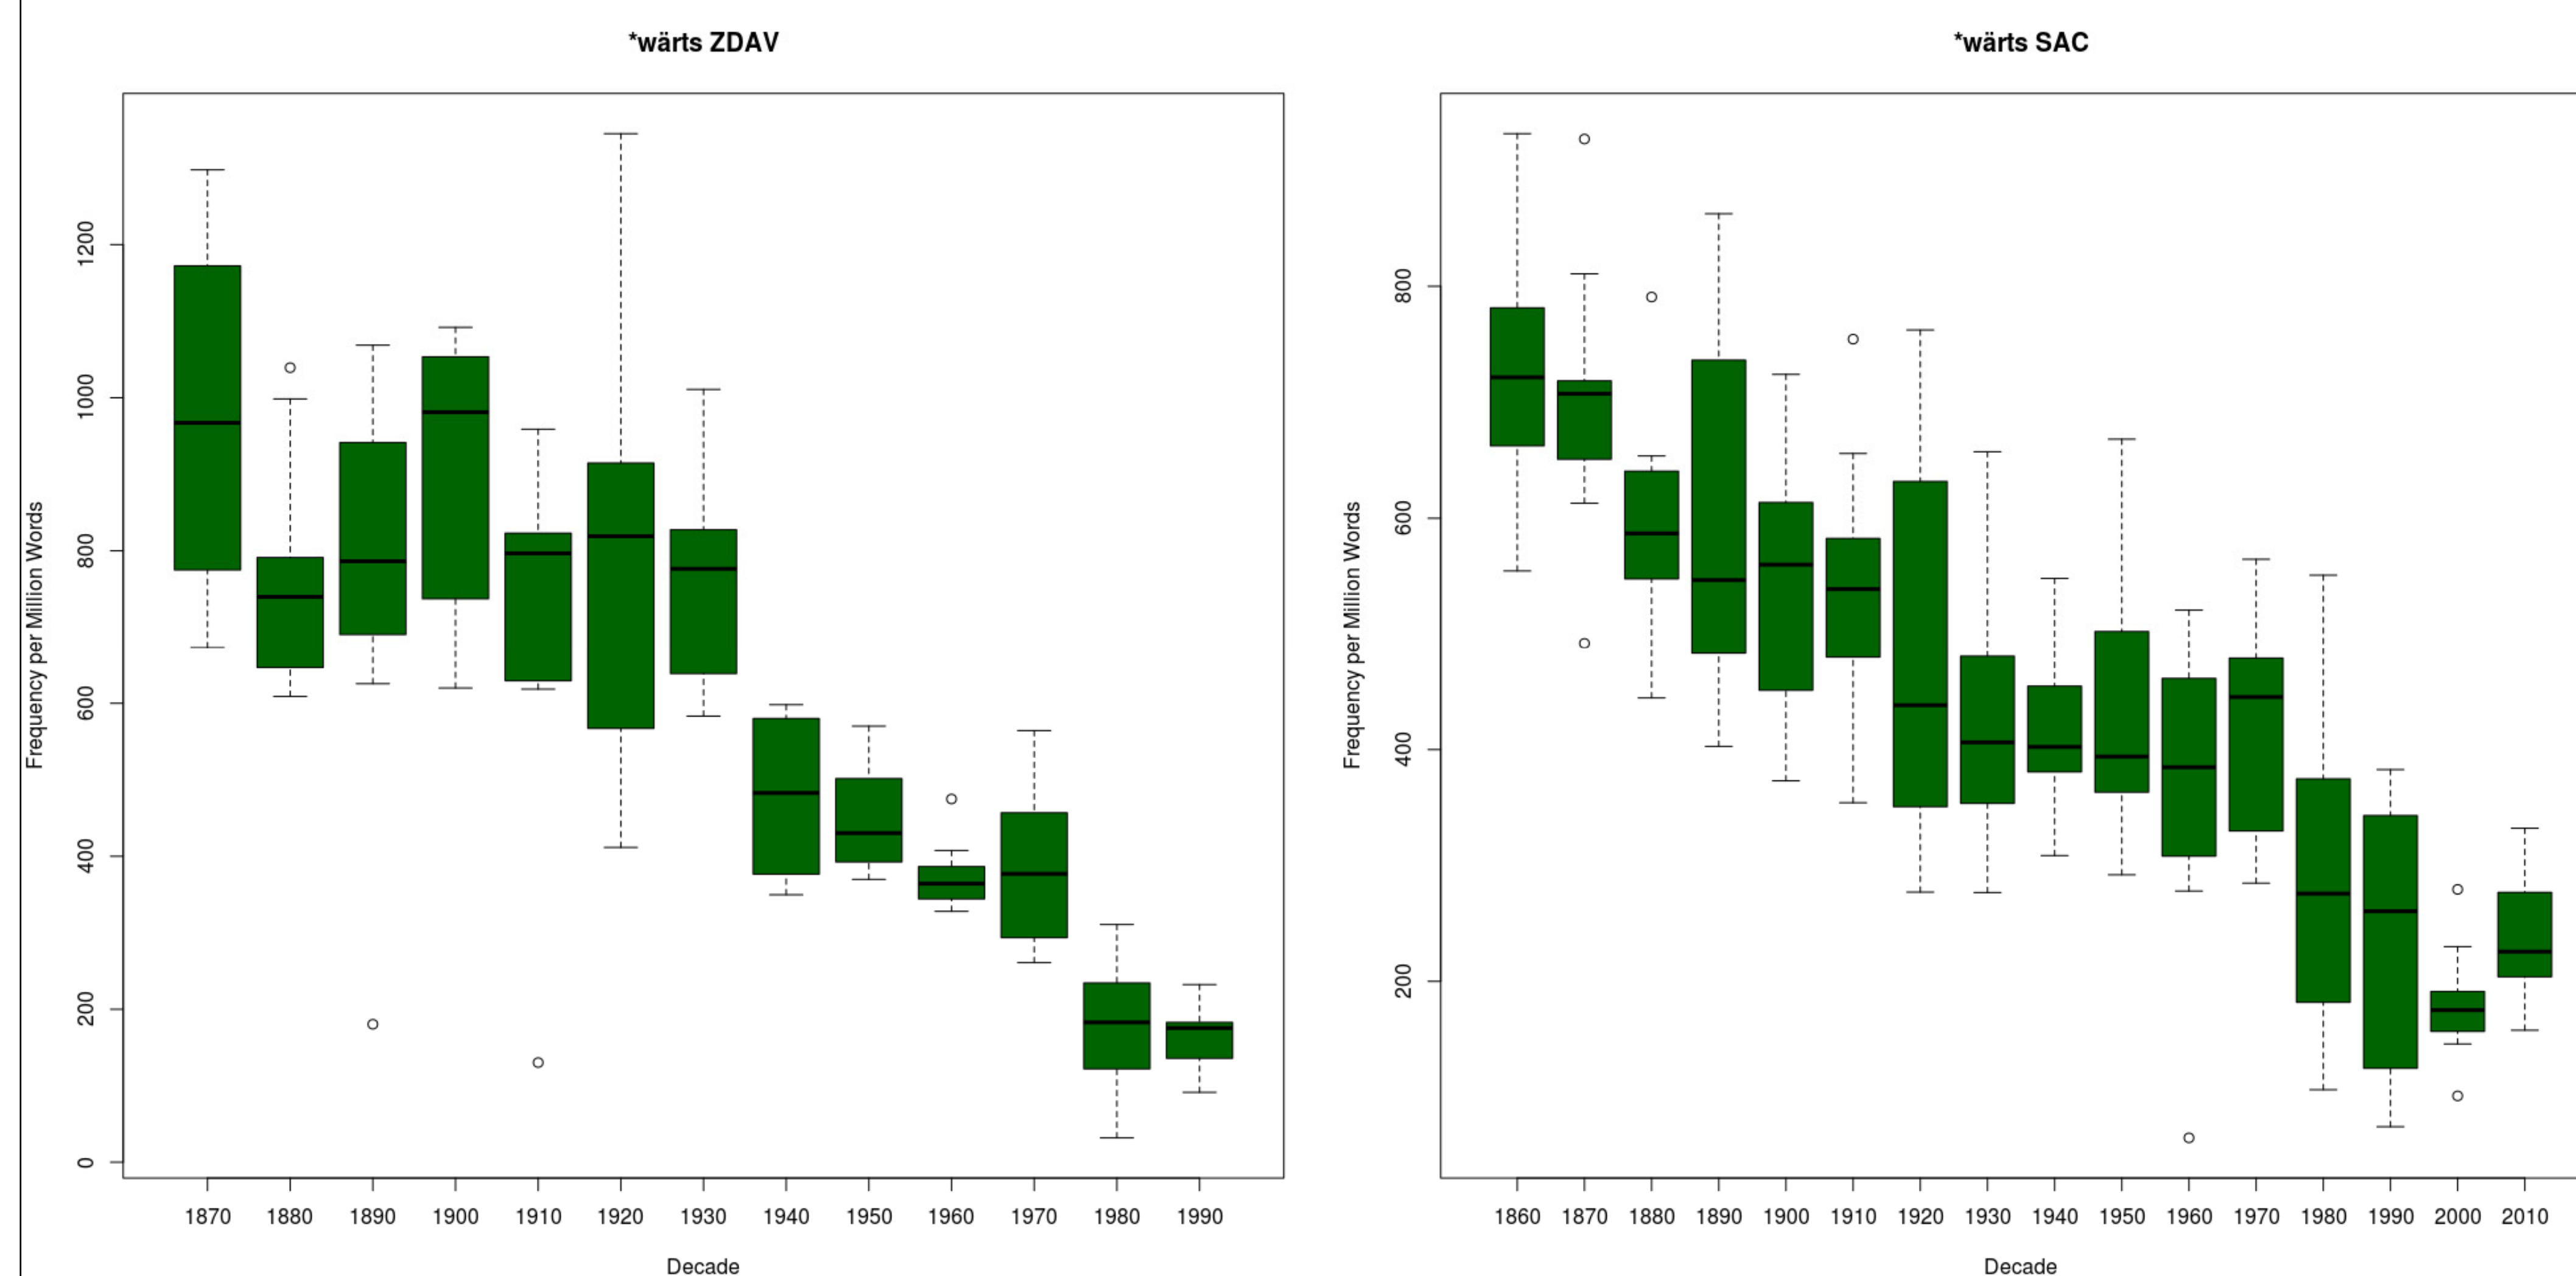 *wärts ZDAV
Frequency per Million Words
1200
1000
800
600
400
200
0
1870 1880 1890 1900 1910 1920 1930 1940 1950 1960 1970 1980 1990
Decade
*wärts SAC
Frequency per Million Words
800
600
400
200
1860 1870 1880 1890 1900 1910 1920 1930 1940 1950 1960 1970 1980 1990 2000 2010
Decade